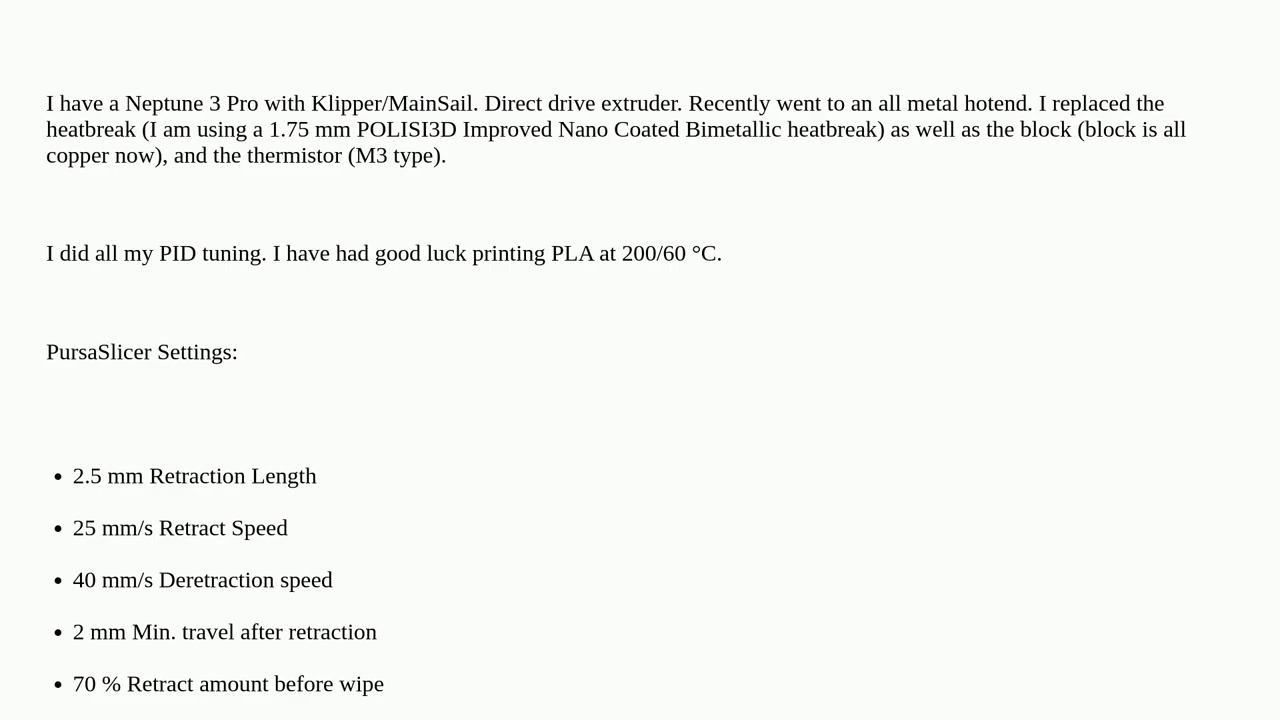 I have a Neptune 3 Pro with Klipper/MainSail. Direct drive extruder. Recently went to an all metal hotend. I replaced the
heatbreak (I am using a 1.75 mm POLISI3D Improved Nano Coated Bimetallic heatbreak) as well as the block (block is all
copper now), and the thermistor (M3 type).
I did all my PID tuning. I have had good luck printing PLA at 200/60 °C.
PursaSlicer Settings:
• 2.5 mm Retraction Length
• 25 mm/s Retract Speed
• 40 mm/s Deretraction speed
• 2 mm Min. travel after retraction
• 70 % Retract amount before wipe